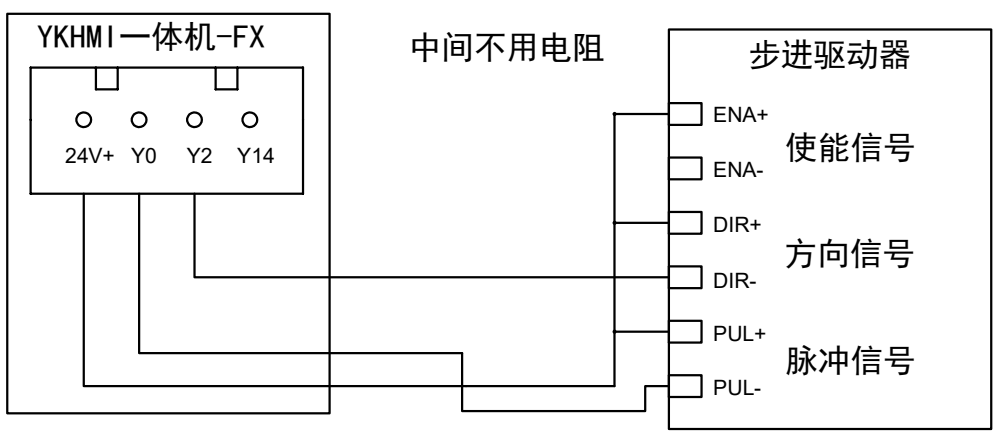 YKHMI一体机-FX
中间不用电阻
步进驱动器
24V+ Y0 Y2 Y14
ENA+
使能信号
ENA-
DIR+
方向信号
DIR-
PUL+
脉冲信号
PUL-